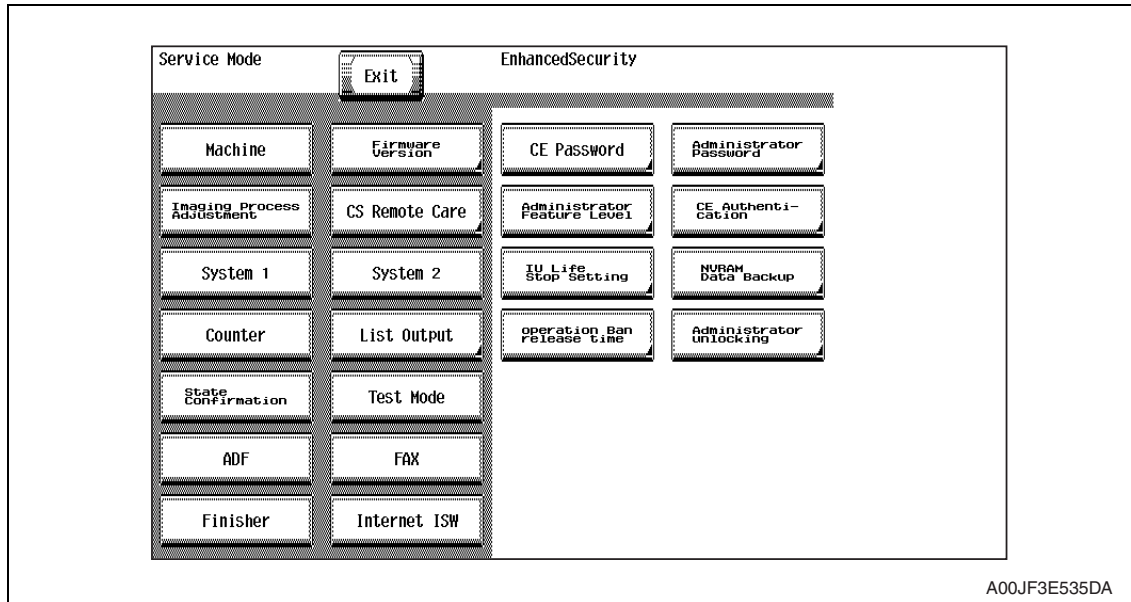 Service Mode
Exit
EnhancedSecurity
Machine
Firmware
Version
CE Password
Administrator
Password
Imaging Process
Adjustment
CS Remote Care
Administrator
Feature Level
CE Authenti-
cation
System 1
System 2
IU Life
Stop Setting
NVRAM
Data Backup
Counter
List Output
operation Ban
release time
Administrator
unlocking
State
Confirmation
Test Mode
ADF
FAX
Finisher
Internet ISW
A00JF3E535DA